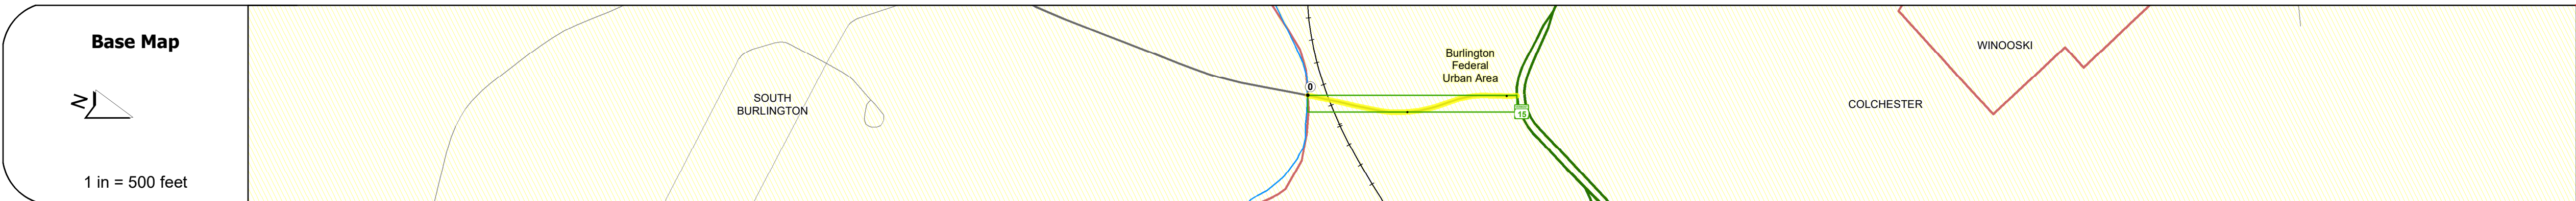 Base Map
N
1 in = 500 feet
SOUTH
BURLINGTON
0
Burlington
Federal
Urban Area
15
COLCHESTER
WINOOSKI